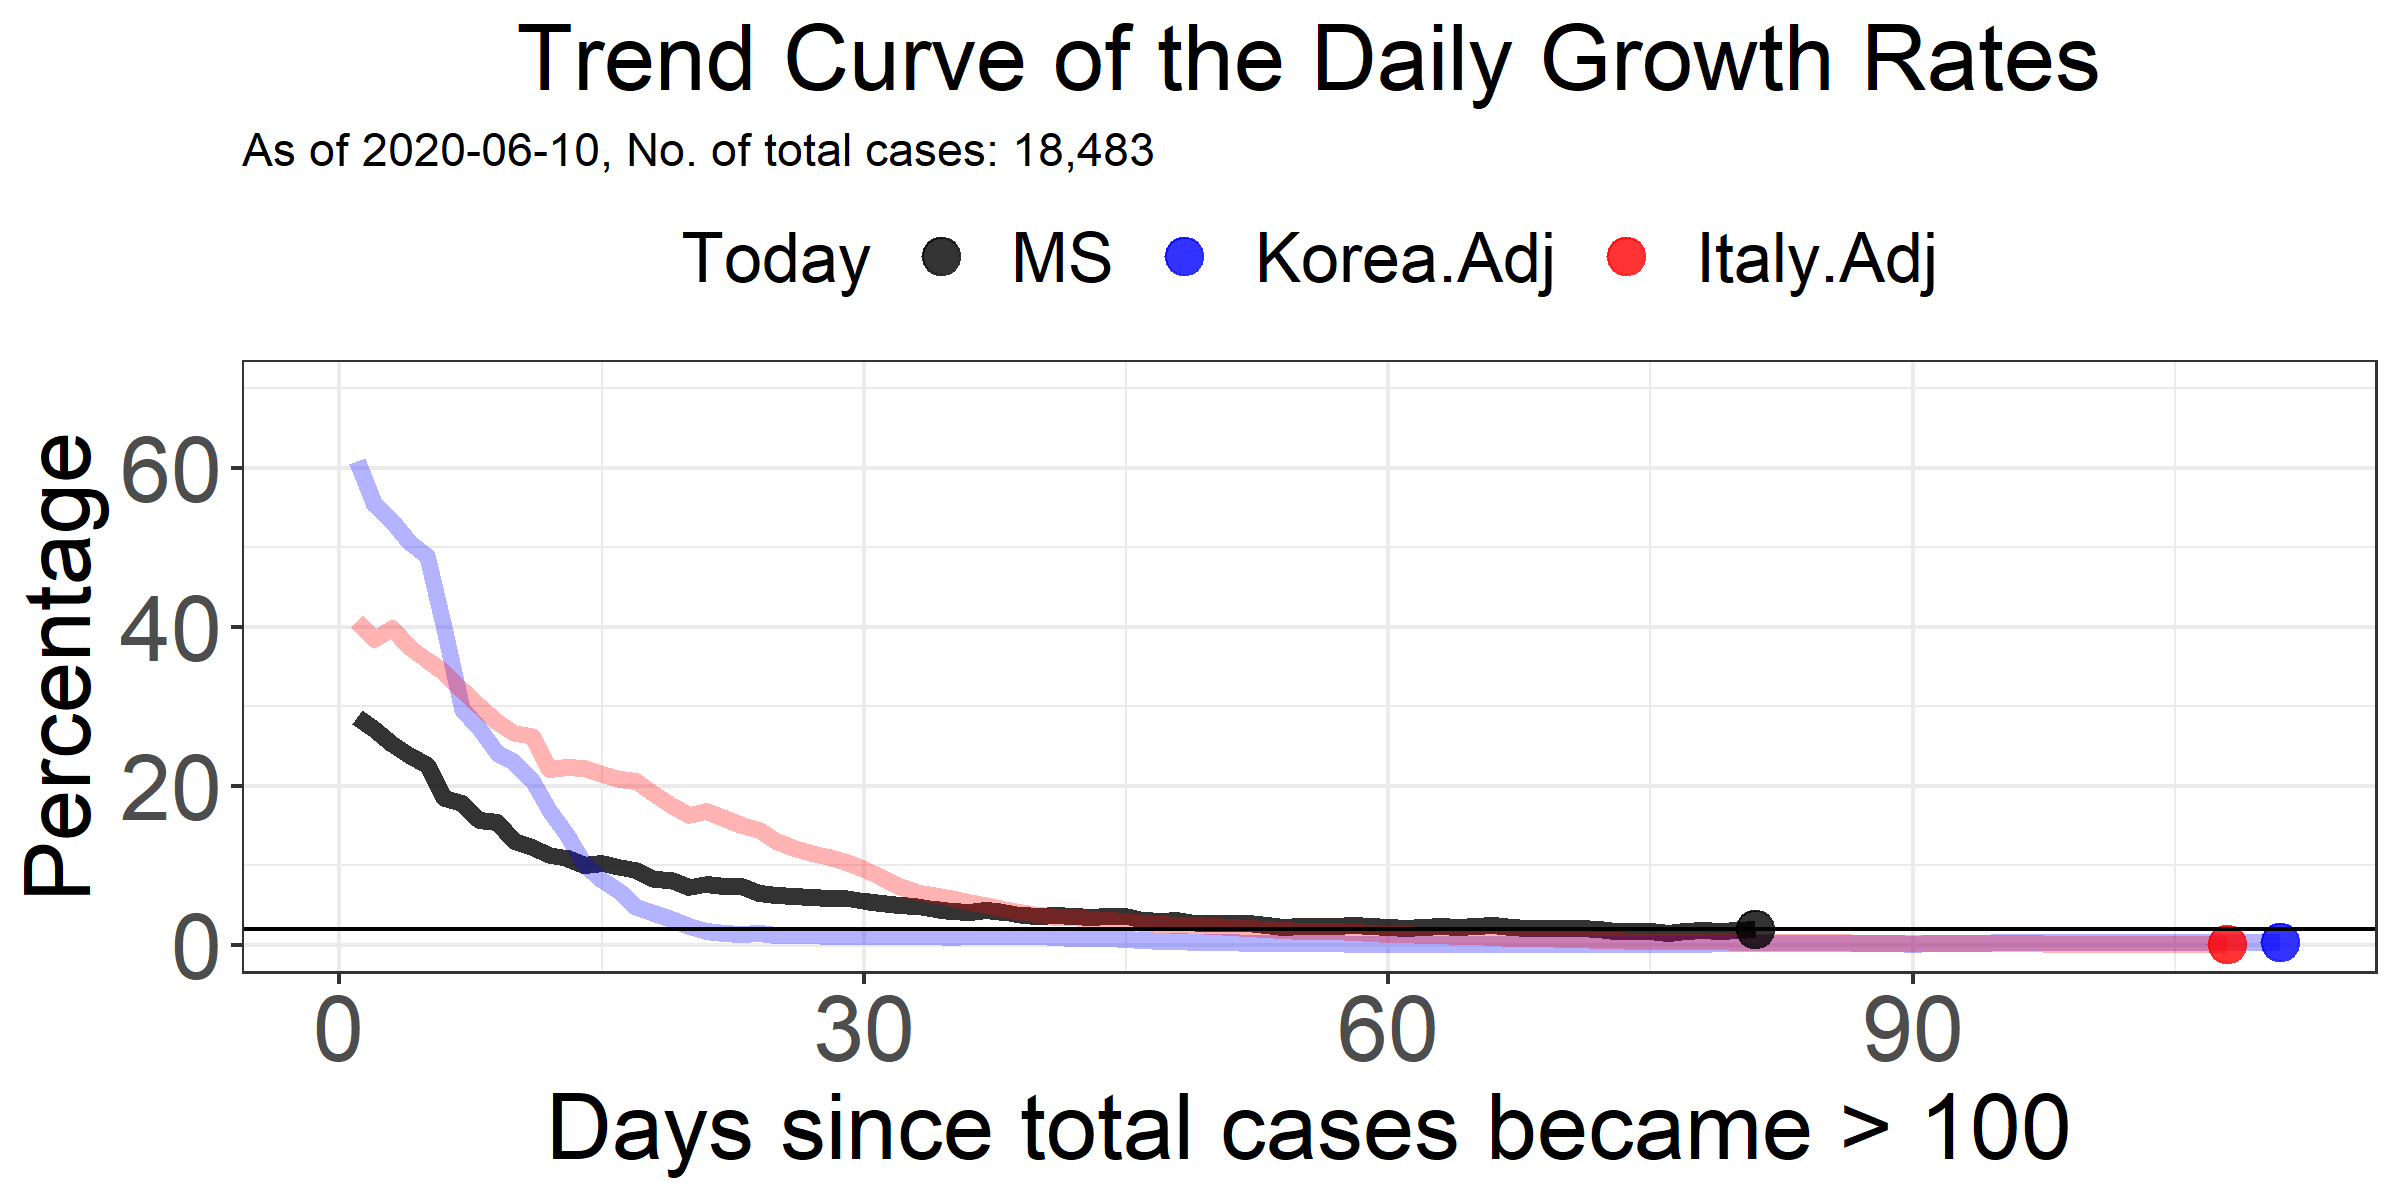 Trend Curve of the Daily Growth Rates
As of 2020-06-10, No. of total cases: 18,483
Today MS Korea.Adj Italy.Adj
Percentage
60
40
20
0
0 30 60 90
Days since total cases became > 100